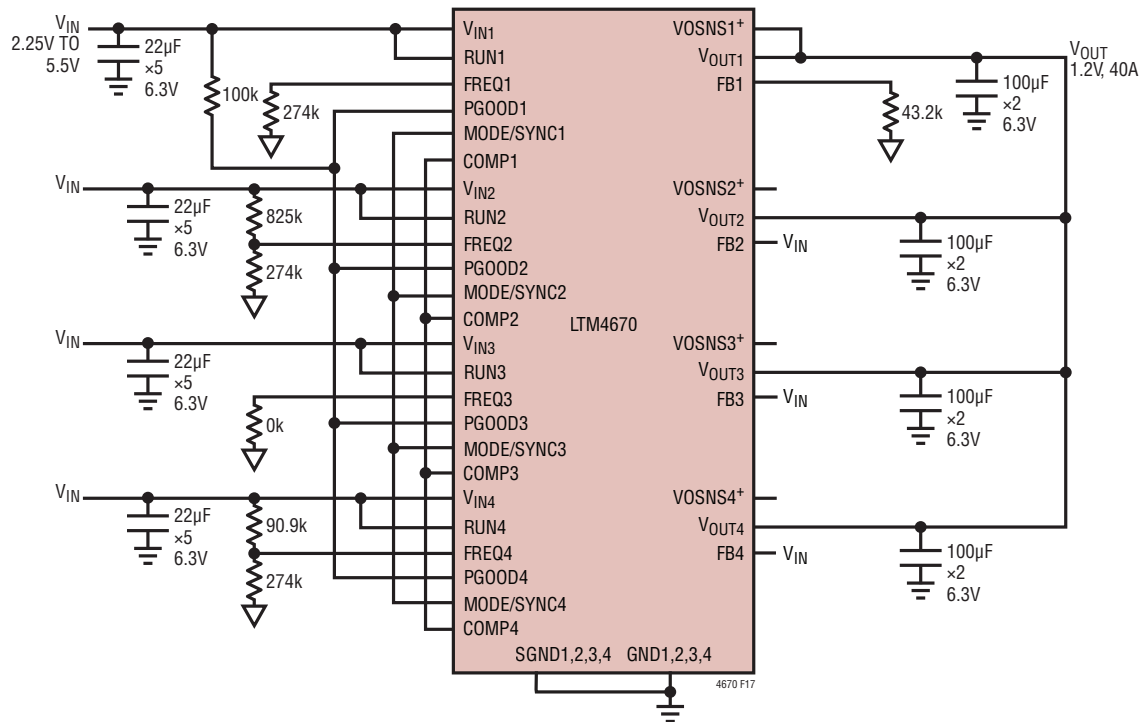 VIN
2.25V TO
5.5V
22µF
×5
6.3V
100k
274k
VIN1
RUN1
FREQ1
PGOOD1
MODE/SYNC1
COMP1
VIN
22µF
×5
6.3V
825k
274k
VIN2
RUN2
FREQ2
PGOOD2
MODE/SYNC2
COMP2
VIN
22µF
×5
6.3V
0k
VIN3
RUN3
FREQ3
PGOOD3
MODE/SYNC3
COMP3
VIN
22µF
×5
6.3V
90.9k
274k
VIN4
RUN4
FREQ4
PGOOD4
MODE/SYNC4
COMP4
LTM4670
SGND1,2,3,4 GND1,2,3,4
VOSNS1+
VOUT1
FB1
43.2k
100µF
×2
6.3V
VOUT
1.2V, 40A
VOSNS2+
VOUT2
FB2
VIN
100µF
×2
6.3V
VOSNS3+
VOUT3
FB3
VIN
100µF
×2
6.3V
VOSNS4+
VOUT4
FB4
VIN
100µF
×2
6.3V
4670 F17